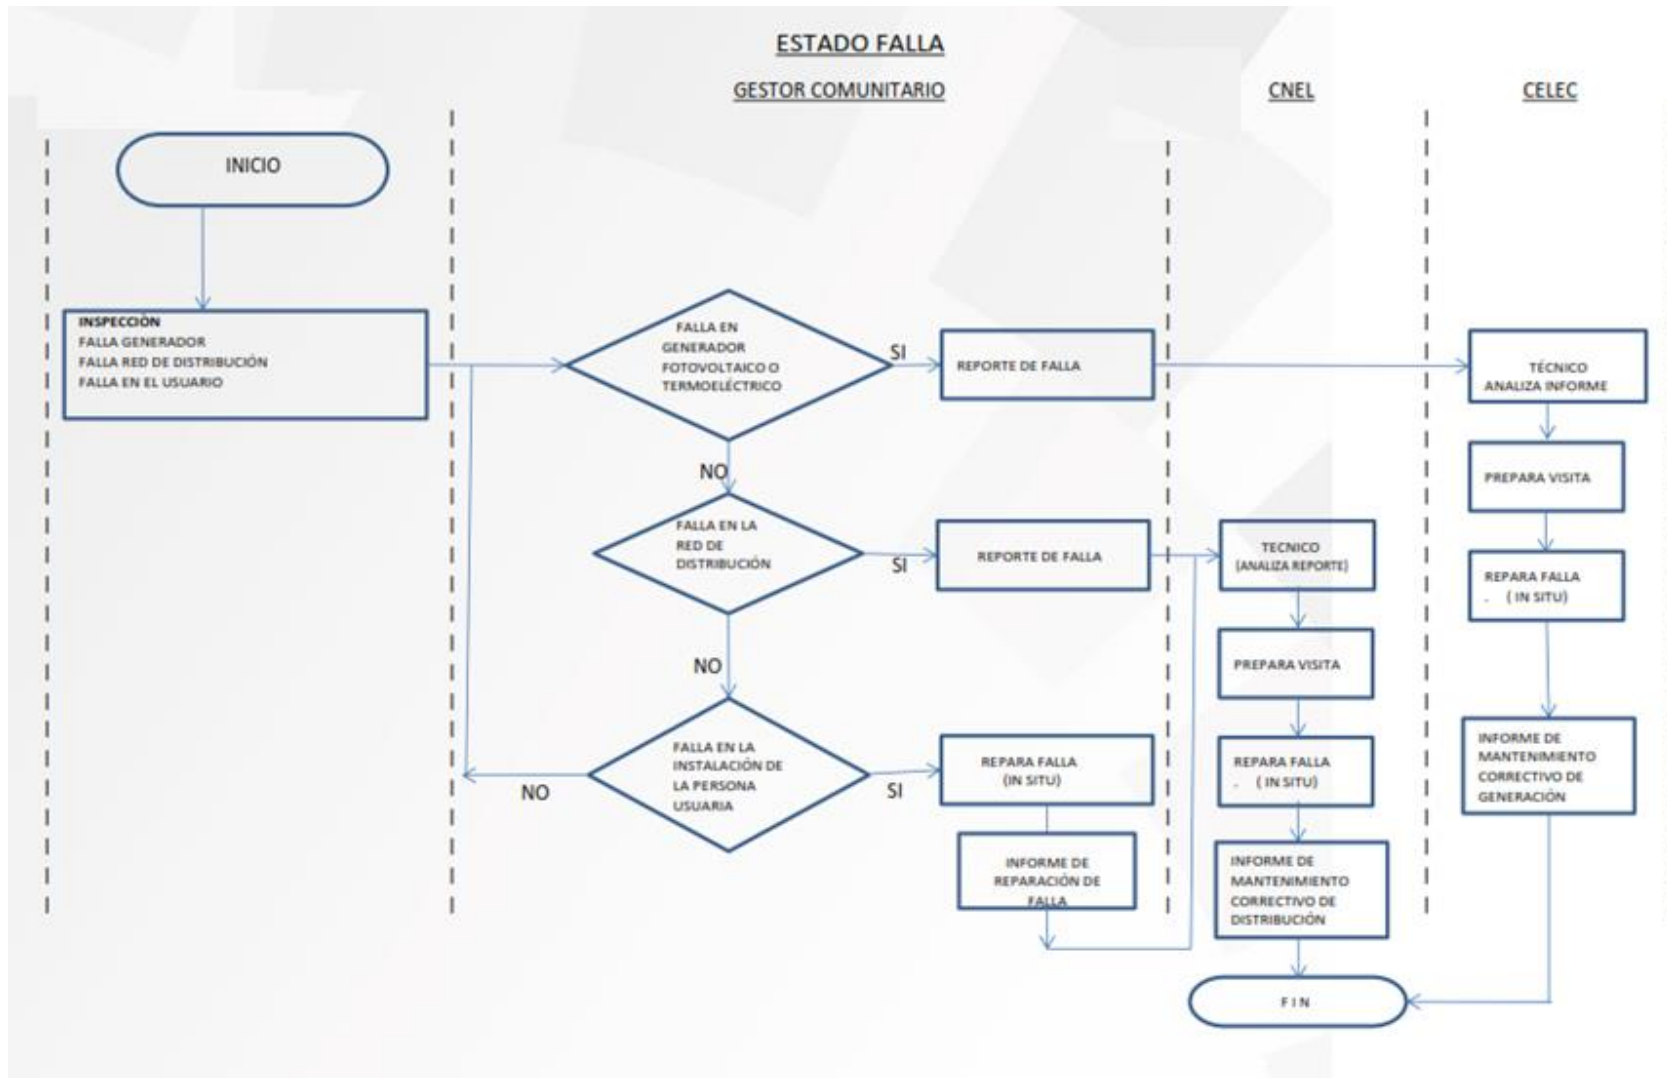 ESTADO FALLA
GESTOR COMUNITARIO
CNEL
CELEC
INICIO
INSPECCIÒN
FALLA GENERADOR
FALLA RED DE DISTRIBUCIÓN
FALLA EN EL USUARIO
FALLA EN
GENERADOR
FOTOVOLTAICO O
TERMOELÉCTRICO
SI
REPORTE DE FALLA
TÉCNICO
ANALIZA INFORME
NO
PREPARA VISITA
FALLA EN LA
RED DE
DISTRIBUCIÓN
SI
REPORTE DE FALLA
TECNICO
(ANALIZA REPORTE)
REPARA FALLA
. ( IN SITU)
NO
PREPARA VISITA
FALLA EN LA
INSTALACIÓN DE
LA PERSONA
USUARIA
NO
SI
REPARA FALLA
(IN SITU)
REPARA FALLA
. ( IN SITU)
INFORME DE
MANTENIMIENTO
CORRECTIVO DE
GENERACIÓN
INFORME DE
REPARACIÓN DE
FALLA
INFORME DE
MANTENIMIENTO
CORRECTIVO DE
DISTRIBUCIÓN
F I N